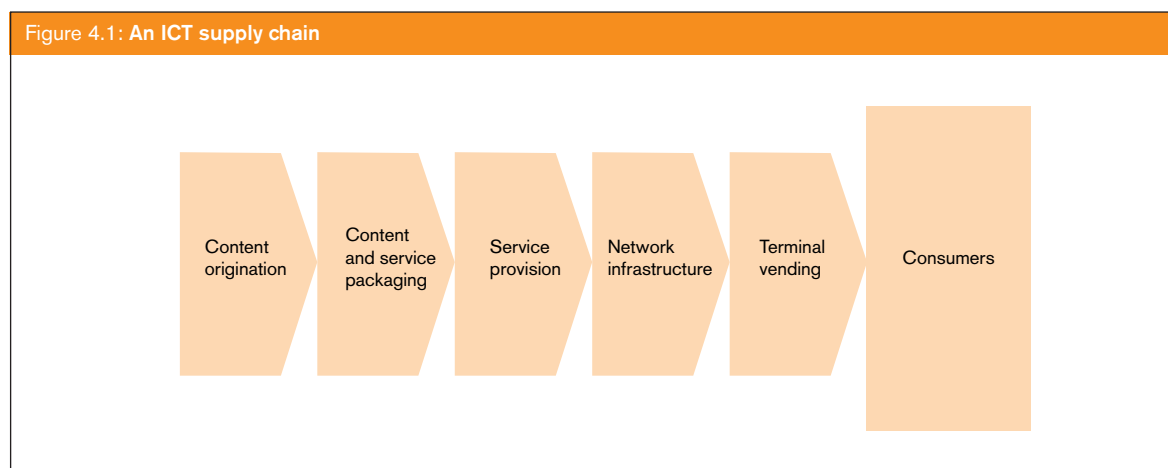 Figure 4.1: An ICT supply chain
Content
origination
Content
and service
packaging
Service
provision
Network
infrastructure
Terminal
vending
Consumers